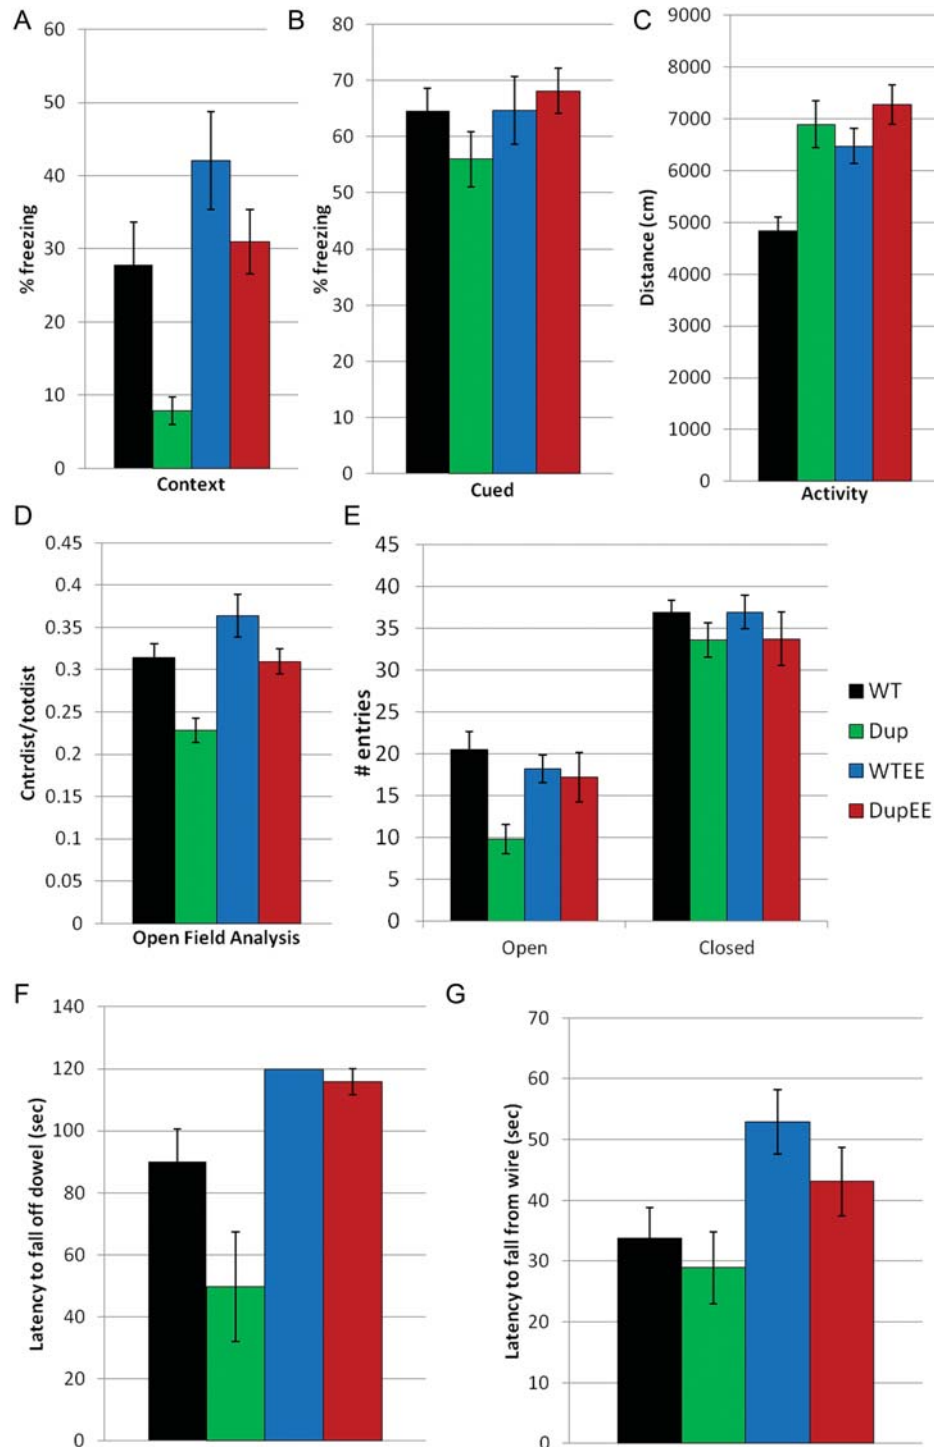 A
60
50
40
30
20
10
0
% freezing
Context
B
80
70
60
50
40
30
20
10
0
% freezing
Cued
C
9000
8000
7000
6000
5000
4000
3000
2000
1000
0
Distance (cm)
Activity
D
0.45
0.4
0.35
0.3
0.25
0.2
0.15
0.1
0.05
0
Cntrdist/totdist
Open Field Analysis
E
45
40
35
30
25
20
15
10
5
0
# entries
Open
Closed
WT
Dup
WTEE
DupEE
F
140
120
100
80
60
40
20
0
Latency to fall off dowel (sec)
G
70
60
50
40
30
20
10
0
Latency to fall from wire (sec)